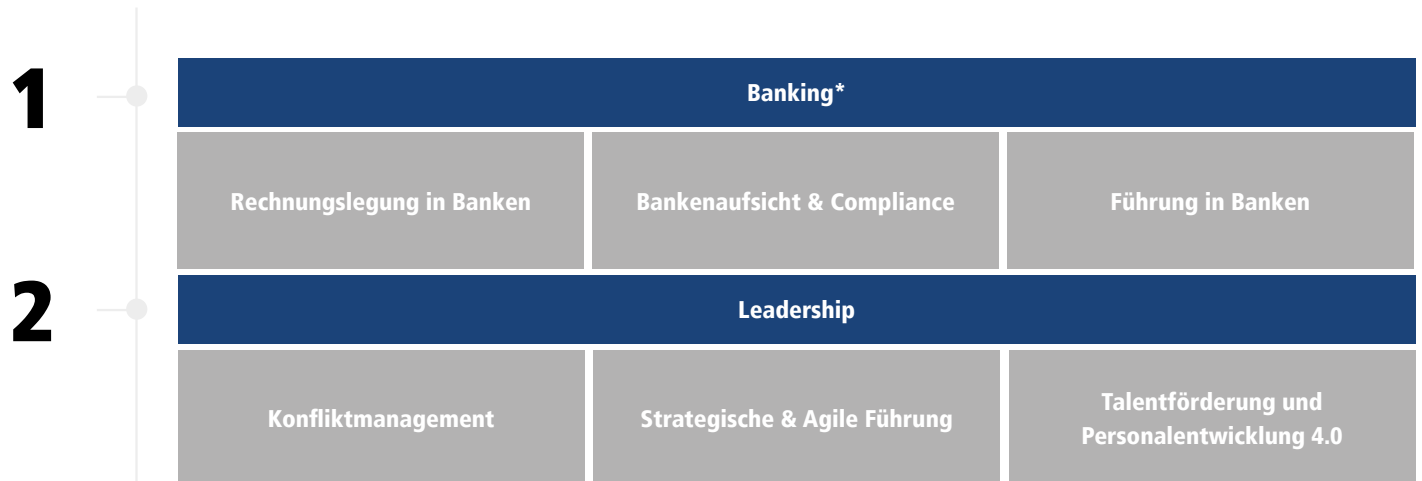 1
Banking*
Rechnungslegung in Banken
Bankenaufsicht & Compliance
Führung in Banken
2
Leadership
Konfliktmanagement
Strategische & Agile Führung
Talentförderung und
Personalentwicklung 4.0